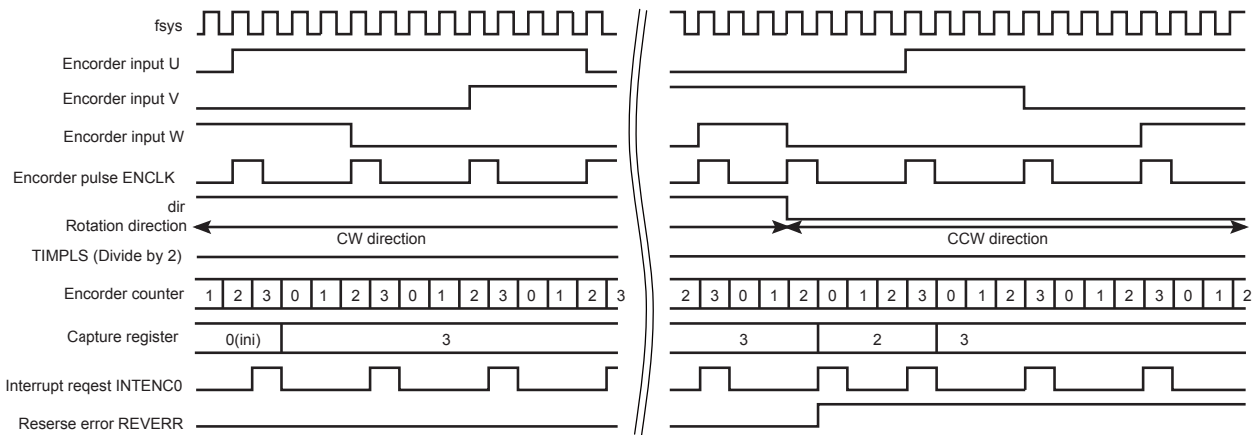 fsys
Encorder input U
Encorder input V
Encorder input W
Encorder pulse ENCLK
dir
Rotation direction
CW direction
CCW direction
TIMPLS (Divide by 2)
Encorder counter 1 2 3 0 1 2 3 0 1 2 3 0 1 2 3 2 3 0 1 2 0 1 2 3 0 1 2 3 0 1 2 3 0 1 2
Capture register 0(ini) 3 3 2 3
Interrupt reqest INTENC0
Reserse error REVERR